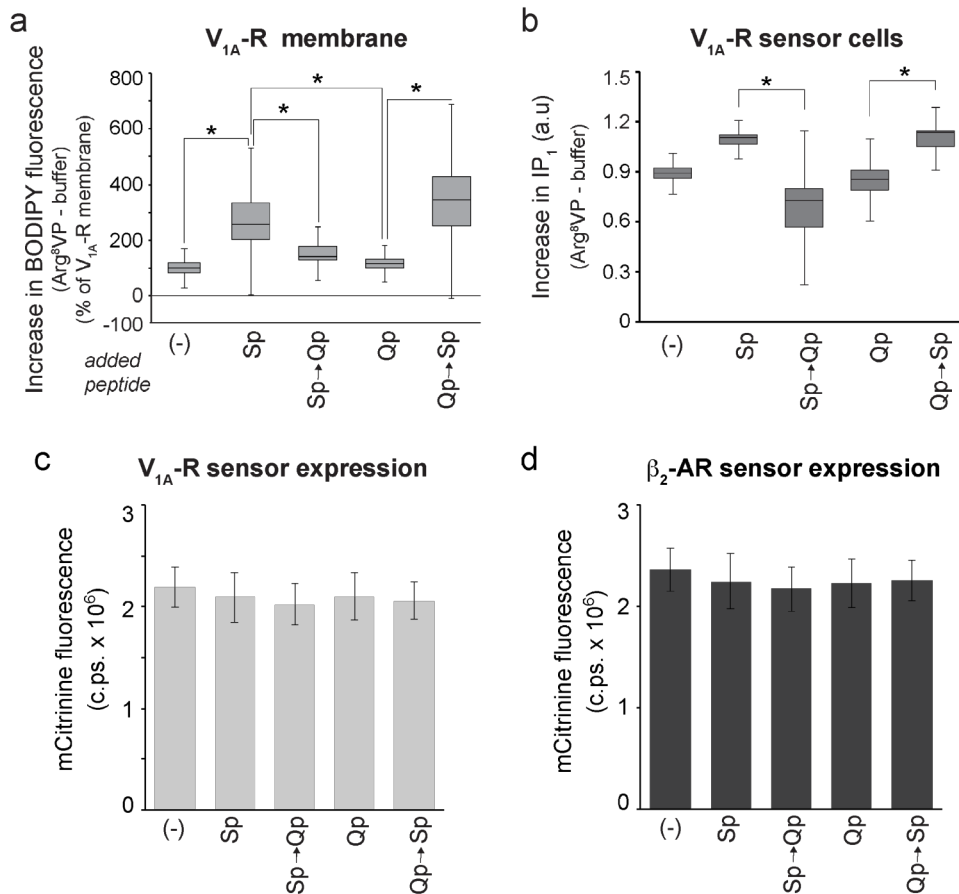 a
V1A-R membrane
Increase in BODIPY fluorescence
(Arg⁸VP - buffer)
(% of V1A-R membrane)
800
600
400
200
0
-100
*
*
*
*
added
peptide
(-)
Sp
Sp→Qp
Qp
Qp→Sp
b
V1A-R sensor cells
Increase in IP1 (a.u)
(Arg⁸VP - buffer)
1.5
1.2
0.9
0.6
0.3
0
*
*
(-)
Sp
Sp→Qp
Qp
Qp→Sp
c
V1A-R sensor expression
mCitrinine fluorescence
(c.ps. x 10⁶)
3
2
1
0
(-)
Sp
Sp→Qp
Qp
Qp→Sp
d
β2-AR sensor expression
mCitrinine fluorescence
(c.ps. x 10⁶)
3
2
1
0
(-)
Sp
Sp→Qp
Qp
Qp→Sp